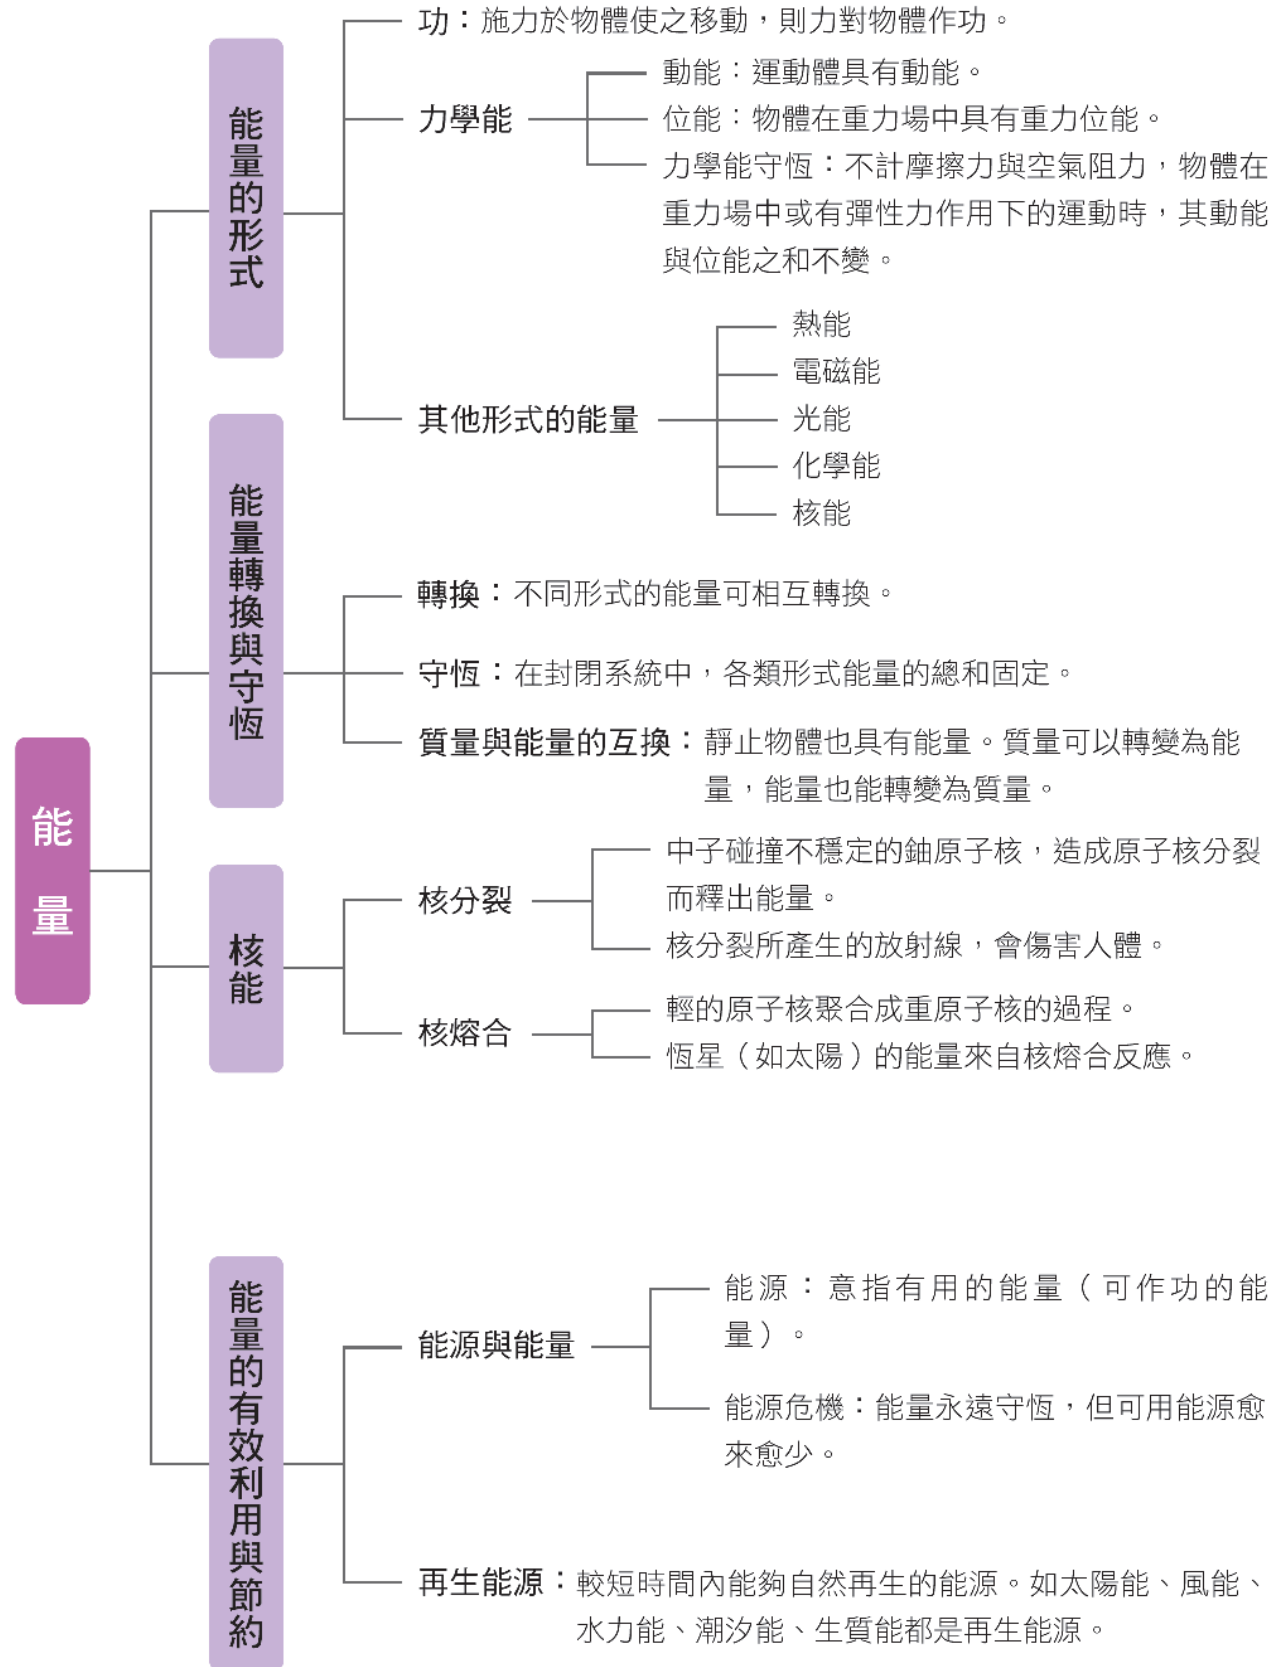 能量
能量的形式
功：施力於物體使之移動，則力對物體作功。
力學能
動能：運動體具有動能。
位能：物體在重力場中具有重力位能。
力學能守恆：不計摩擦力與空氣阻力，物體在
重力場中或有彈性力作用下的運動時，其動能
與位能之和不變。
其他形式的能量
熱能
電磁能
光能
化學能
核能
能量轉換與守恆
轉換：不同形式的能量可相互轉換。
守恆：在封閉系統中，各類形式能量的總和固定。
質量與能量的互換：靜止物體也具有能量。質量可以轉變為能
量，能量也能轉變為質量。
核能
核分裂
中子碰撞不穩定的鈾原子核，造成原子核分裂
而釋出能量。
核分裂所產生的放射線，會傷害人體。
核熔合
輕的原子核聚合成重原子核的過程。
恆星（如太陽）的能量來自核熔合反應。
能量的有效利用與節約
能源與能量
能源：意指有用的能量（可作功的能
量）。
能源危機：能量永遠守恆，但可用能源愈
來愈少。
再生能源：較短時間內能夠自然再生的能源。如太陽能、風能、
水力能、潮汐能、生質能都是再生能源。